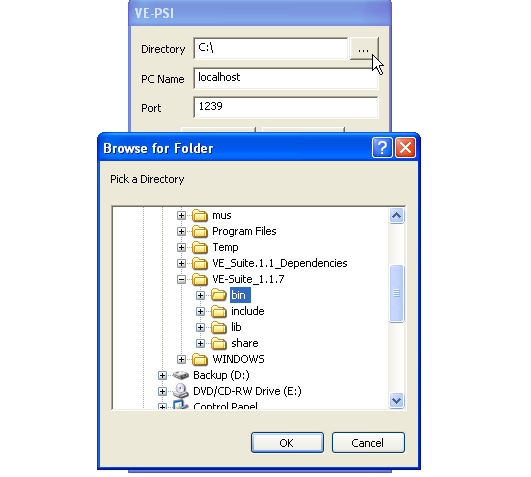 VE-PSI
Directory C:\ ...
PC Name localhost
Port 1239
Browse for Folder
Pick a Directory
mus
Program Files
Temp
VE_Suite.1.1_Dependencies
VE-Suite_1.1.7
bin
include
lib
share
WINDOWS
Backup (D:)
DVD/CD-RW Drive (E:)
Control Panel
OK Cancel